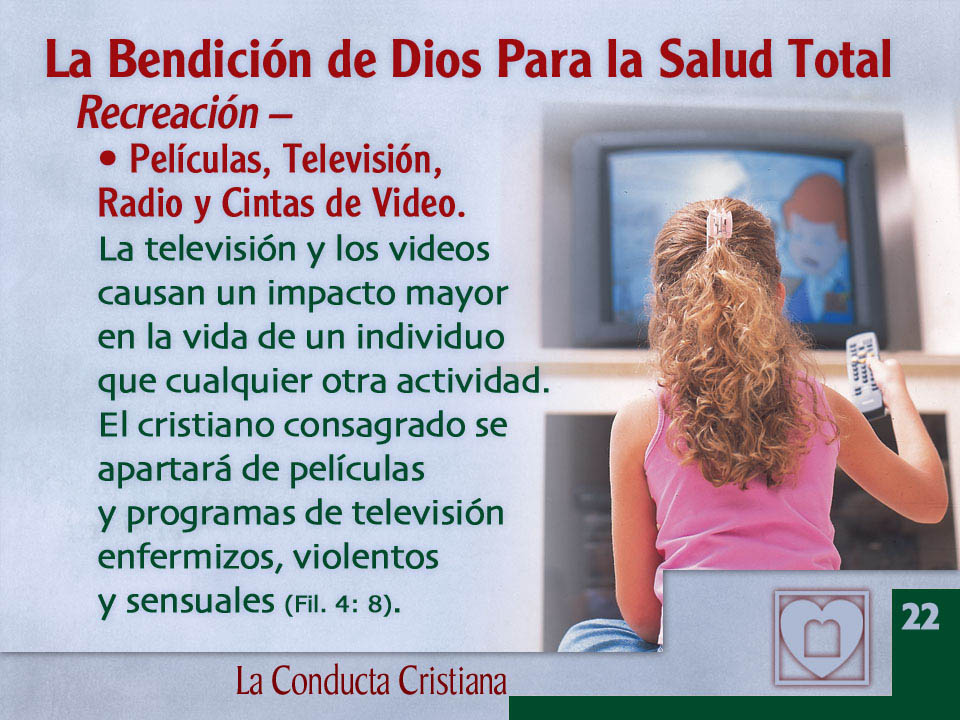 La Bendición de Dios Para la Salud Total
Recreación –
• Películas, Televisión,
Radio y Cintas de Video.
La televisión y los videos
causan un impacto mayor
en la vida de un individuo
que cualquier otra actividad.
El cristiano consagrado se
apartará de películas
y programas de televisión
enfermizos, violentos
y sensuales (Fil. 4: 8).
22
La Conducta Cristiana